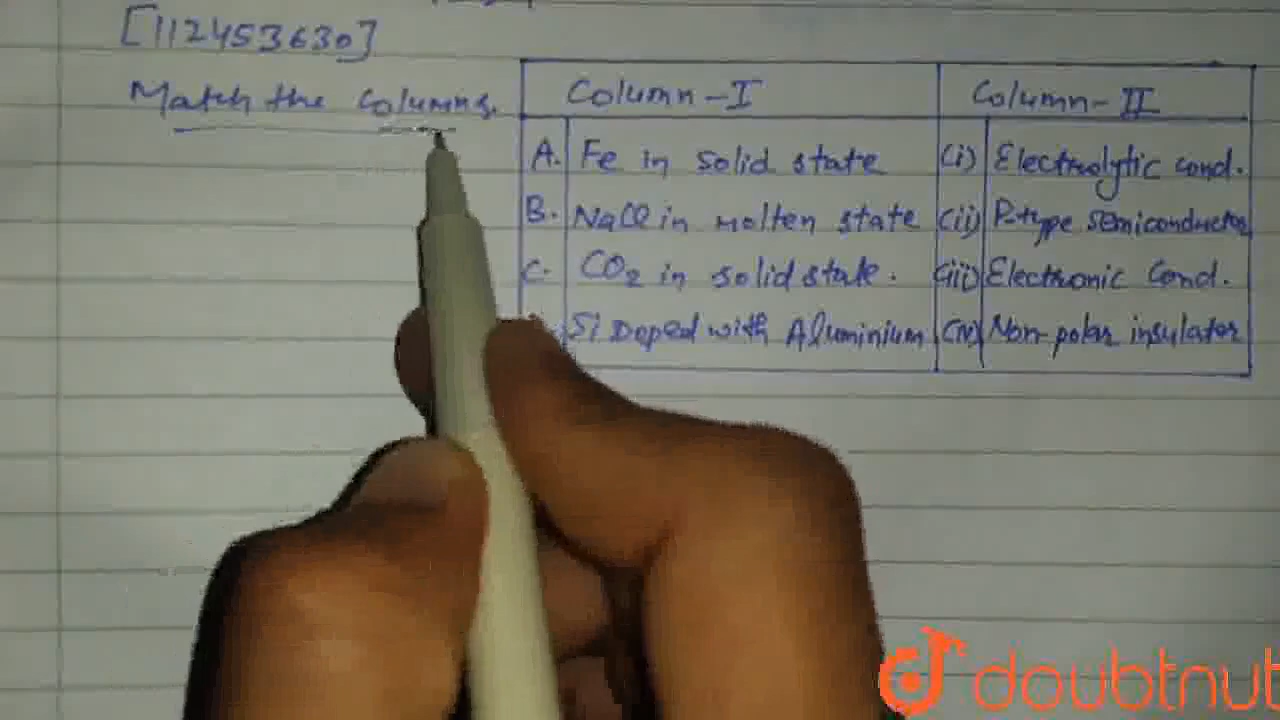 [112453630]
Match the columns.
Column-I Column-II
A. Fe in solid state (i) Electrolytic cond.
B. NaCl in molten state (ii) P-type semiconductor
C. CO2 in solid state. (iii) Electronic Cond.
Si Doped with Aluminium (iv) Non-polar insulator
doubtnut